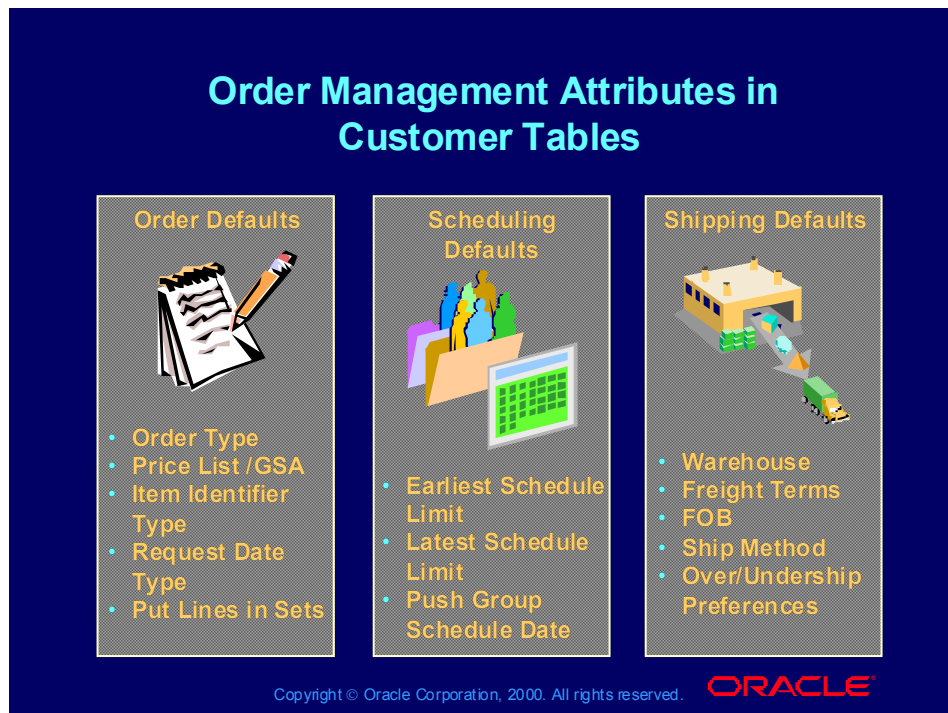 Order Management Attributes in
Customer Tables
Order Defaults
• Order Type
• Price List /GSA
• Item Identifier
Type
• Request Date
Type
• Put Lines in Sets
Scheduling
Defaults
• Earliest Schedule
Limit
• Latest Schedule
Limit
• Push Group
Schedule Date
Shipping Defaults
• Warehouse
• Freight Terms
• FOB
• Ship Method
• Over/Undership
Preferences
Copyright © Oracle Corporation, 2000. All rights reserved.
ORACLE®